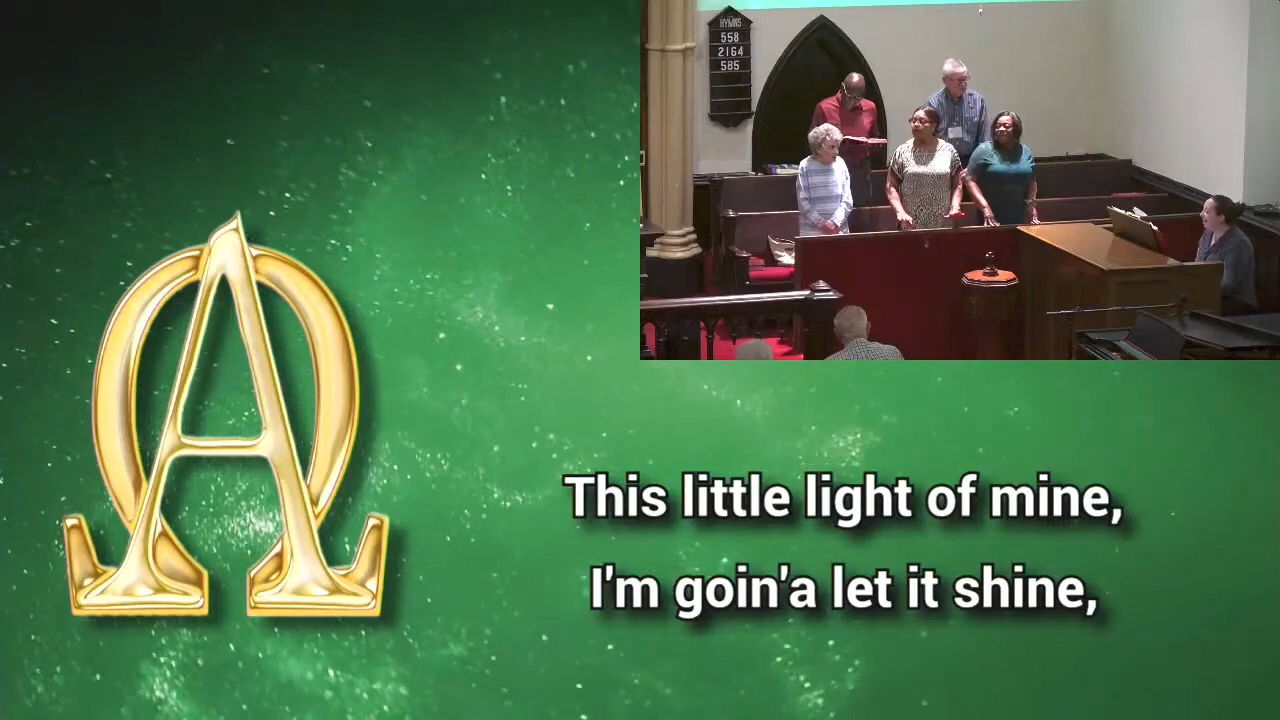 HYMNS
558
2164
585
This little light of mine,
I'm goin'a let it shine,